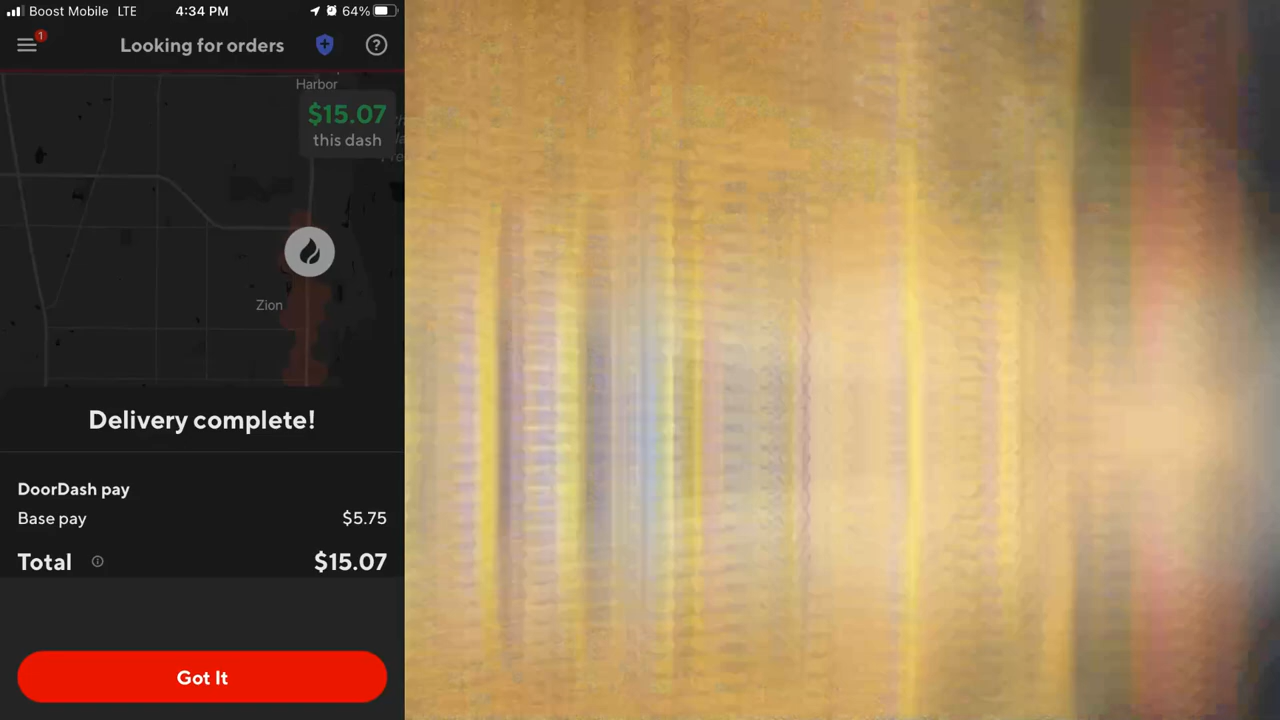 Boost Mobile LTE 4:34 PM 64%
1
Looking for orders
Harbor
$15.07
this dash
Zion
Delivery complete!
DoorDash pay
Base pay $5.75
Total $15.07
Got It